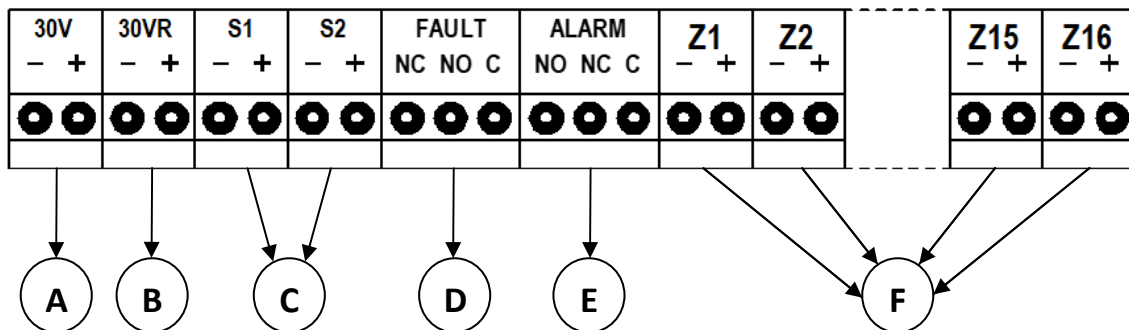 30V 30VR S1 S2 FAULT ALARM Z1 Z2 Z15 Z16
− + − + − + − + NC NO C NO NC C − + − + − + − +
A B C D E F